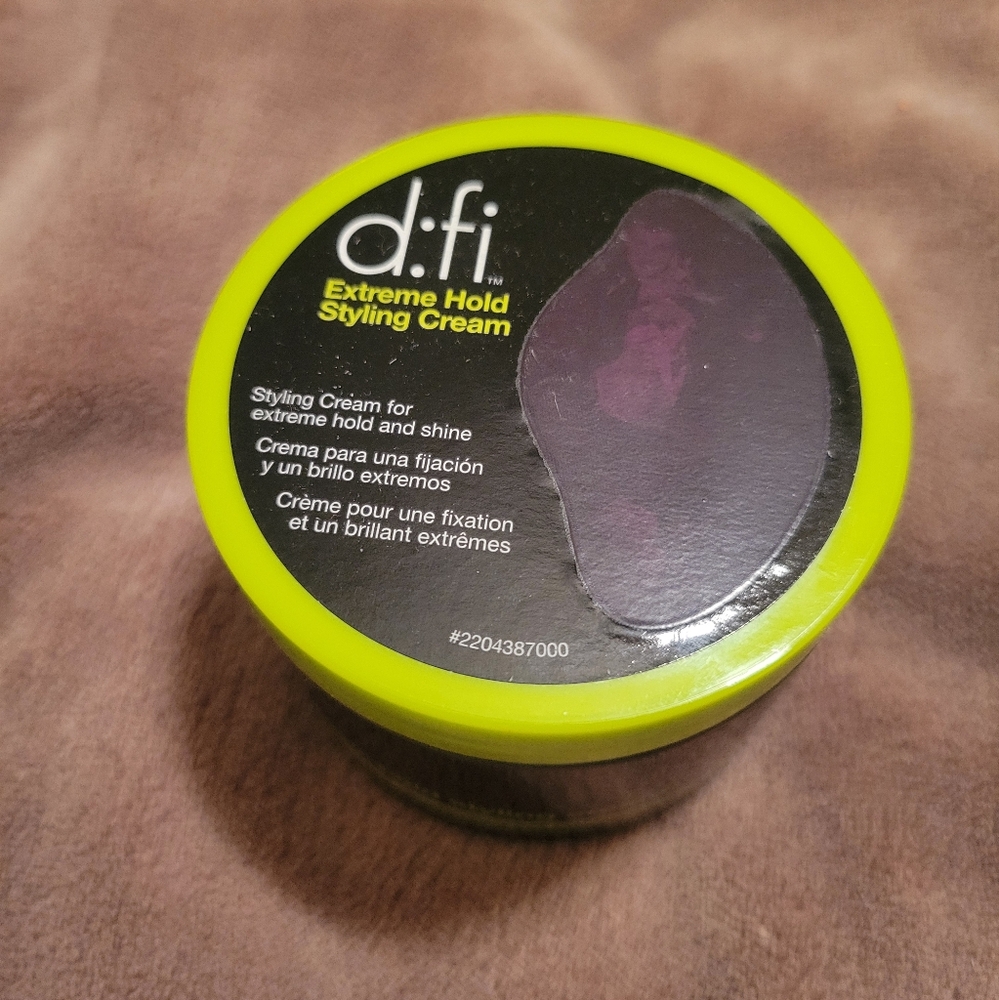 d:fi™
Extreme Hold
Styling Cream
Styling Cream for
extreme hold and shine
Crema para una fijación
y un brillo extremos
Crème pour une fixation
et un brillant extrêmes
#2204387000